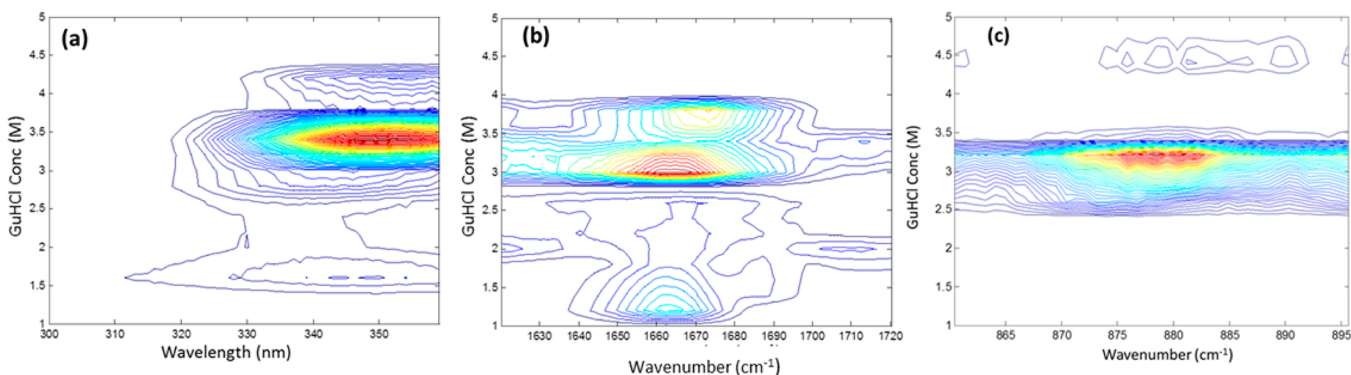 (a)
GuHCl Conc (M)
5
4.5
4
3.5
3
2.5
2
1.5
1
300 310 320 330 340 350
Wavelength (nm)
(b)
GuHCl Conc (M)
5
4.5
4
3.5
3
2.5
2
1.5
1
1630 1640 1650 1660 1670 1680 1690 1700 1710 1720
Wavenumber (cm-1)
(c)
GuHCl Conc (M)
5
4.5
4
3.5
3
2.5
2
1.5
1
865 870 875 880 885 890 895
Wavenumber (cm-1)